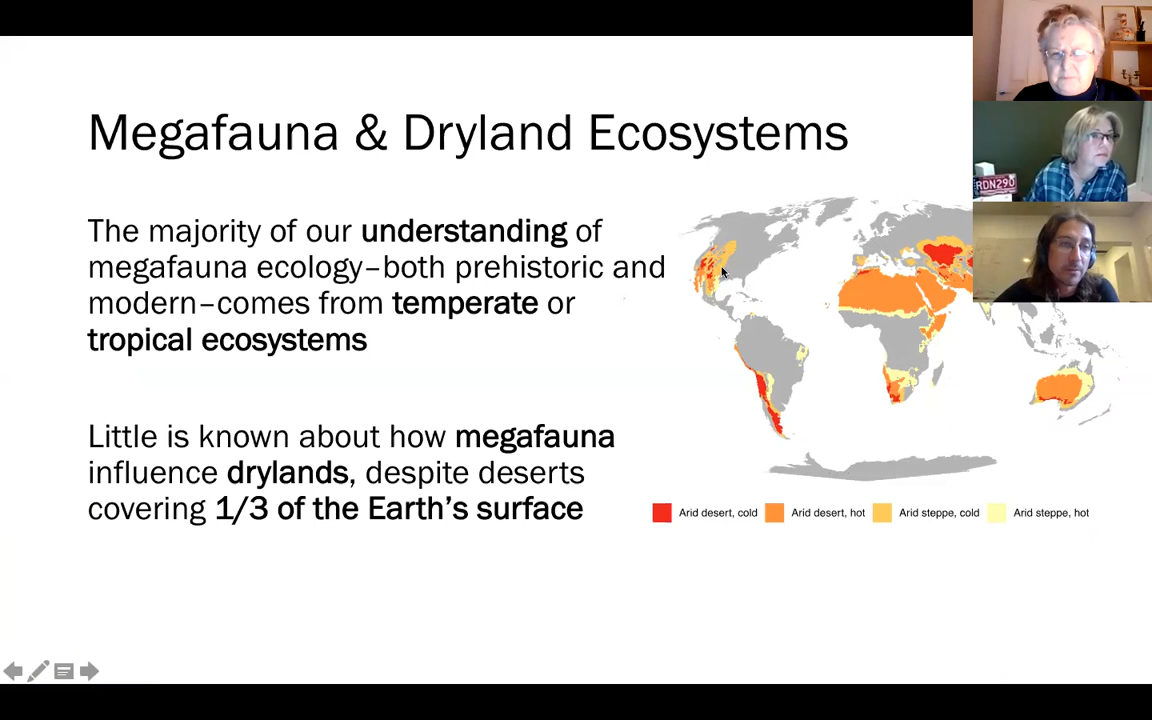 Megafauna & Dryland Ecosystems
The majority of our understanding of
megafauna ecology–both prehistoric and
modern–comes from temperate or
tropical ecosystems
Little is known about how megafauna
influence drylands, despite deserts
covering 1/3 of the Earth's surface
Arid desert, cold Arid desert, hot Arid steppe, cold Arid steppe, hot
RDN290